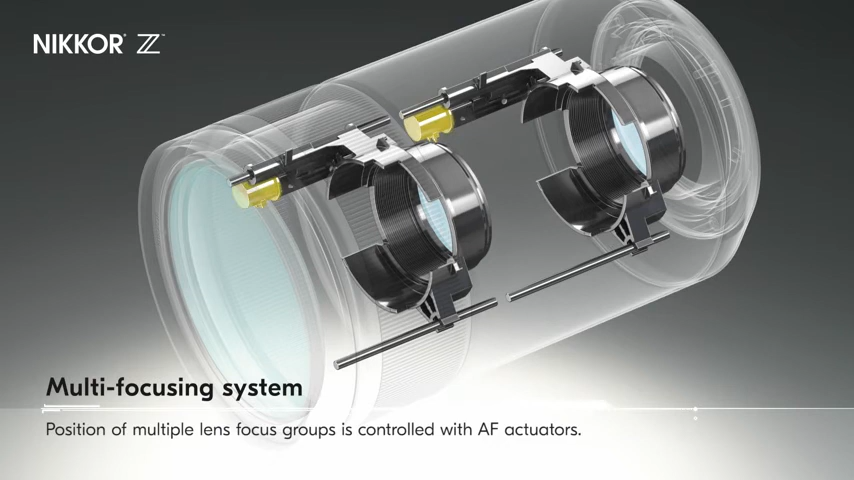 NIKKOR Z
Multi-focusing system
Position of multiple lens focus groups is controlled with AF actuators.